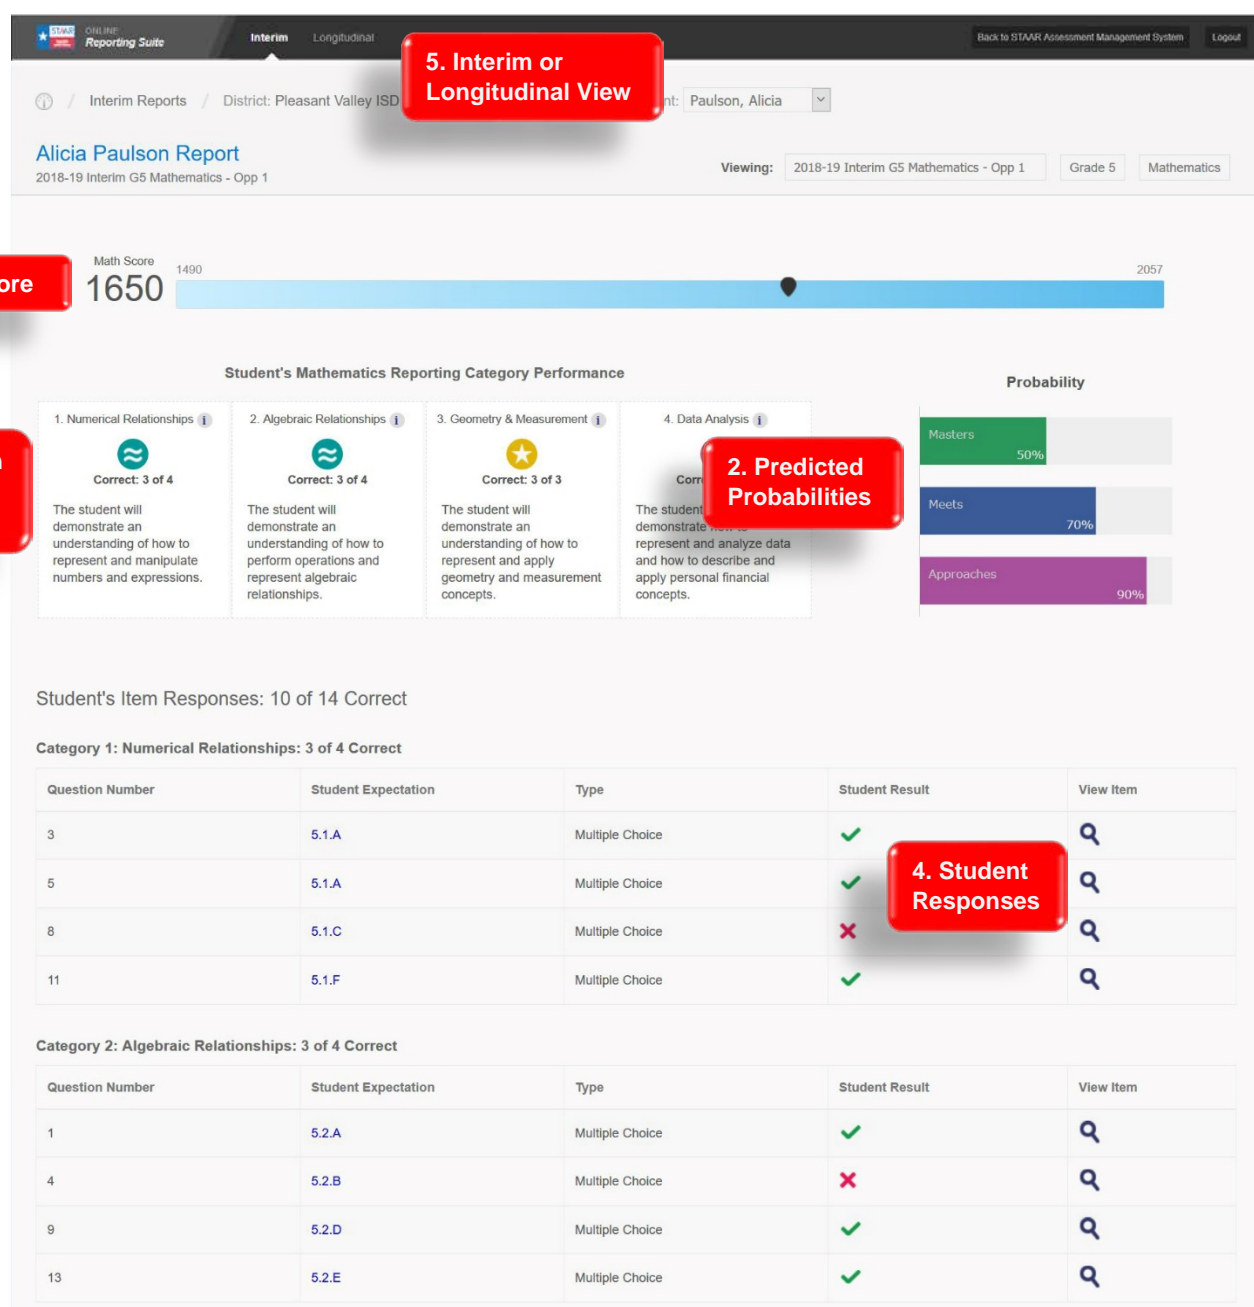 STAAR
ONLINE
Reporting Suite
Interim Longitudinal
Back to STAAR Assessment Management System Logout
5. Interim or
Longitudinal View
/ Interim Reports / District: Pleasant Valley ISD Paulson, Alicia
Alicia Paulson Report
2018-19 Interim G5 Mathematics - Opp 1
Viewing: 2018-19 Interim G5 Mathematics - Opp 1 Grade 5 Mathematics
Math Score
1650
1490 2057
Student's Mathematics Reporting Category Performance
1. Numerical Relationships i
Correct: 3 of 4
The student will
demonstrate an
understanding of how to
represent and manipulate
numbers and expressions.
2. Algebraic Relationships i
Correct: 3 of 4
The student will
demonstrate an
understanding of how to
perform operations and
represent algebraic
relationships.
3. Geometry & Measurement i
Correct: 3 of 3
The student will
demonstrate an
understanding of how to
represent and apply
geometry and measurement
concepts.
4. Data Analysis i
The student
demonstrate how to
represent and analyze data
and how to describe and
apply personal financial
concepts.
2. Predicted
Probabilities
Probability
Masters
50%
Meets
70%
Approaches
90%
Student's Item Responses: 10 of 14 Correct
Category 1: Numerical Relationships: 3 of 4 Correct
Question Number Student Expectation Type Student Result View Item
3 5.1.A Multiple Choice
5 5.1.A Multiple Choice
8 5.1.C Multiple Choice
11 5.1.F Multiple Choice
4. Student
Responses
Category 2: Algebraic Relationships: 3 of 4 Correct
Question Number Student Expectation Type Student Result View Item
1 5.2.A Multiple Choice
4 5.2.B Multiple Choice
9 5.2.D Multiple Choice
13 5.2.E Multiple Choice